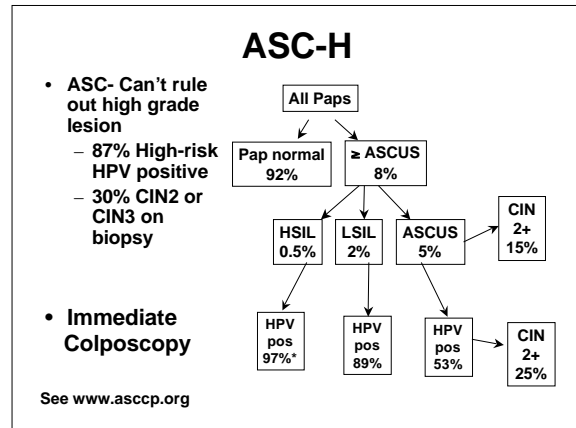 ASC-H
• ASC- Can't rule
out high grade
lesion
– 87% High-risk
HPV positive
– 30% CIN2 or
CIN3 on
biopsy
• Immediate
Colposcopy
See www.asccp.org
All Paps
Pap normal
92%
≥ ASCUS
8%
HSIL
0.5%
LSIL
2%
ASCUS
5%
CIN
2+
15%
HPV
pos
97%*
HPV
pos
89%
HPV
pos
53%
CIN
2+
25%